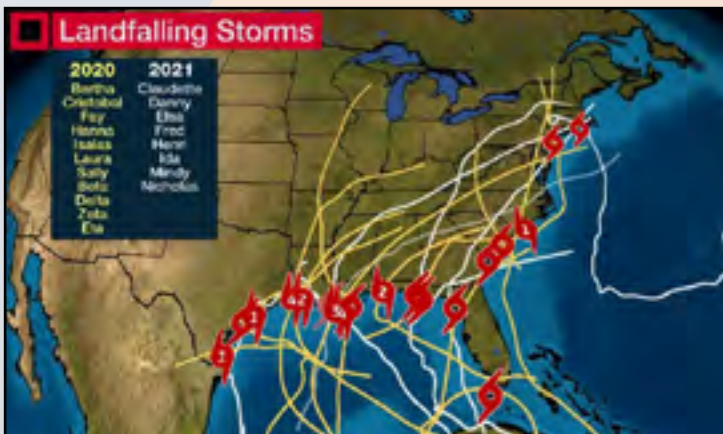 Landfalling Storms
2020 2021
Bertha Claudette
Cristobal Danny
Fay Elsa
Hanna Fred
Isaias Henri
Laura Ida
Sally Mindy
Beta Nicholas
Delta
Zeta
Eta